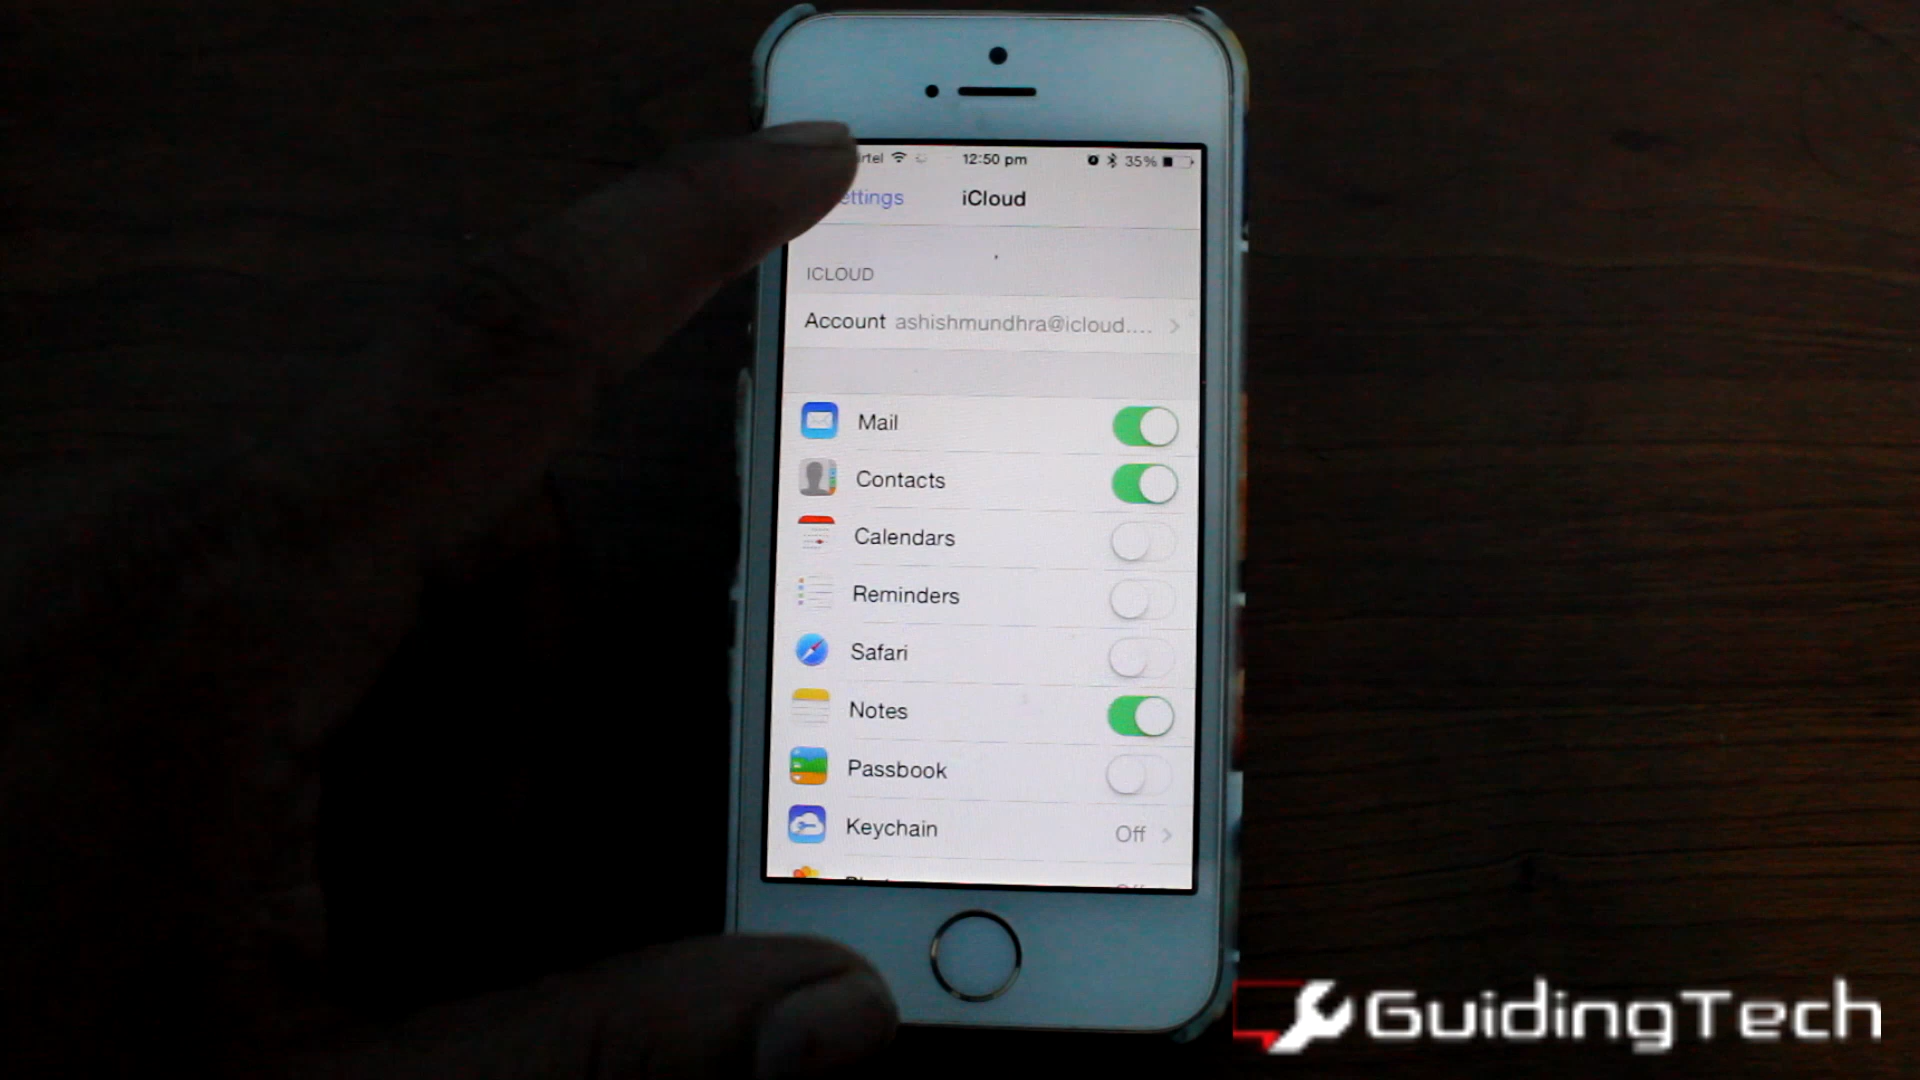 12:50 pm 35%
iCloud
ICLOUD
Account ashishmundhra@icloud....
Mail
Contacts
Calendars
Reminders
Safari
Notes
Passbook
Keychain Off
GuidingTech